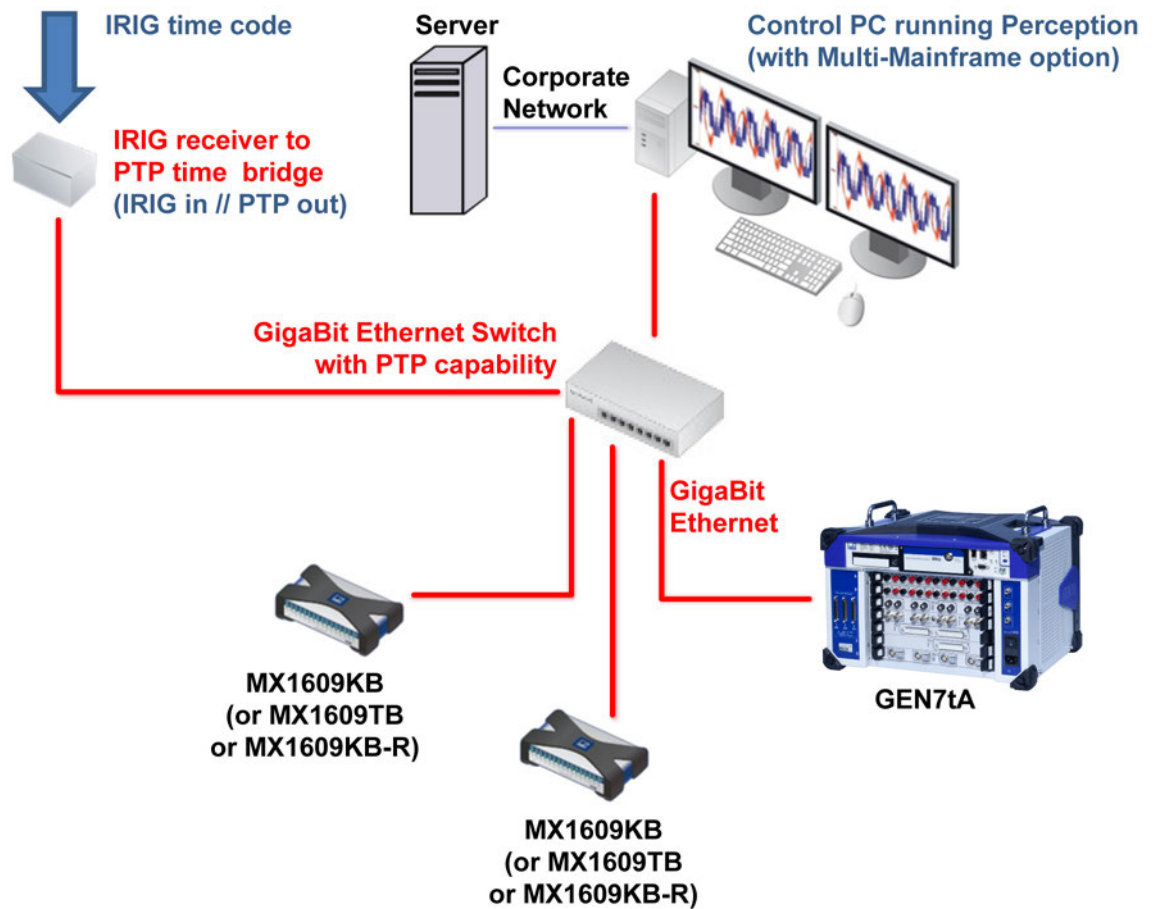 IRIG time code
Server
Control PC running Perception
(with Multi-Mainframe option)
Corporate
Network
IRIG receiver to
PTP time bridge
(IRIG in // PTP out)
GigaBit Ethernet Switch
with PTP capability
GigaBit
Ethernet
MX1609KB
(or MX1609TB
or MX1609KB-R)
GEN7tA
MX1609KB
(or MX1609TB
or MX1609KB-R)